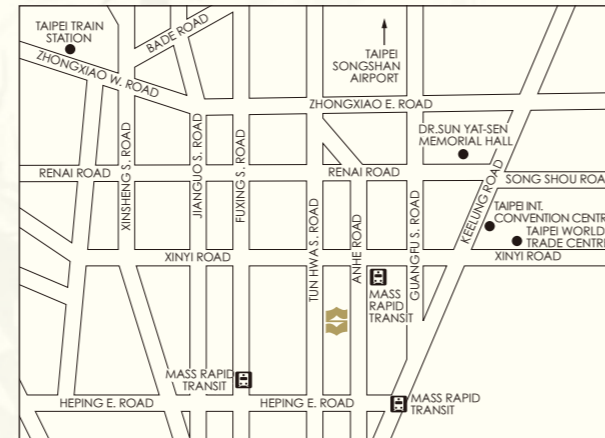 TAIPEI TRAIN
STATION
BADE ROAD
ZHONGXIAO W. ROAD
TAIPEI
SONGSHAN
AIRPORT
ZHONGXIAO E. ROAD
DR.SUN YAT-SEN
MEMORIAL HALL
RENAI ROAD
RENAI ROAD
SONG SHOU ROA
XINSHENG S. ROAD
JIANGUO S. ROAD
FUXING S. ROAD
TUN HWA S. ROAD
ANHE ROAD
GUANGFU S. ROAD
KEELUNG ROAD
TAIPEI INT.
CONVENTION CENTR
TAIPEI WORLD
TRADE CENTR
XINYI ROAD
XINYI ROAD
MASS
RAPID
TRANSIT
MASS RAPID
TRANSIT
HEPING E. ROAD
HEPING E. ROAD
MASS RAPID
TRANSIT